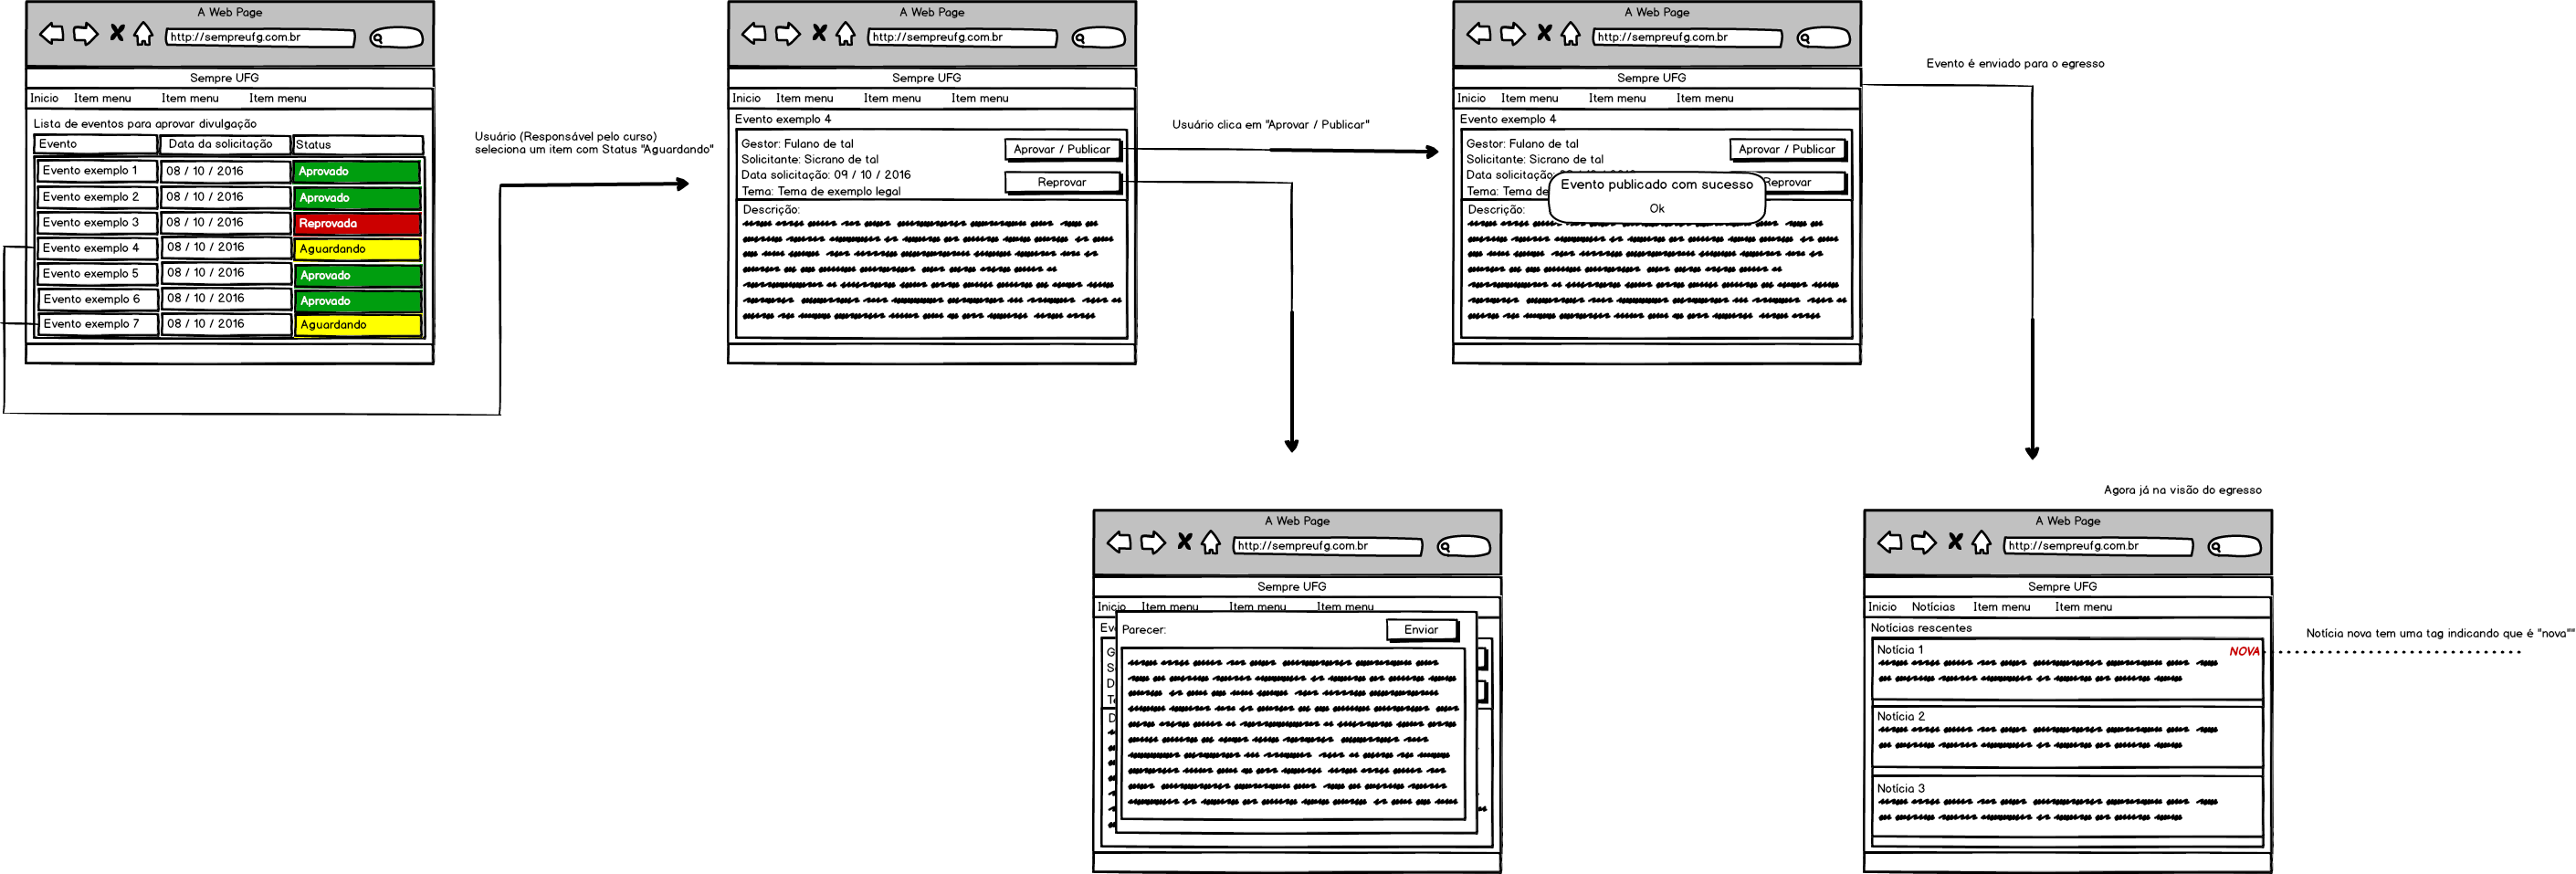 A Web Page
http://sempreufg.com.br
Sempre UFG
Inicio Item menu Item menu Item menu
Lista de eventos para aprovar divulgação
Evento Data da solicitação Status
Evento exemplo 1 08 / 10 / 2016 Aprovado
Evento exemplo 2 08 / 10 / 2016 Aprovado
Evento exemplo 3 08 / 10 / 2016 Reprovada
Evento exemplo 4 08 / 10 / 2016 Aguardando
Evento exemplo 5 08 / 10 / 2016 Aprovado
Evento exemplo 6 08 / 10 / 2016 Aprovado
Evento exemplo 7 08 / 10 / 2016 Aguardando
Usuário (Responsável pelo curso)
seleciona um item com Status "Aguardando"
A Web Page
http://sempreufg.com.br
Sempre UFG
Inicio Item menu Item menu Item menu
Evento exemplo 4
Gestor: Fulano de tal
Solicitante: Sicrano de tal
Data solicitação: 09 / 10 / 2016
Tema: Tema de exemplo legal
Aprovar / Publicar
Reprovar
Descrição:
Usuário clica em "Aprovar / Publicar"
A Web Page
http://sempreufg.com.br
Sempre UFG
Inicio Item menu Item menu Item menu
Evento exemplo 4
Gestor: Fulano de tal
Solicitante: Sicrano de tal
Data solicitação:
Tema: Tema de
Aprovar / Publicar
Reprovar
Evento publicado com sucesso
Ok
Descrição:
Evento é enviado para o egresso
A Web Page
http://sempreufg.com.br
Sempre UFG
Inicio Item menu Item menu Item menu
Parecer:
Enviar
Agora já na visão do egresso
A Web Page
http://sempreufg.com.br
Sempre UFG
Inicio Notícias Item menu Item menu
Notícias rescentes
Notícia 1 NOVA
Notícia 2
Notícia 3
Notícia nova tem uma tag indicando que é "nova""